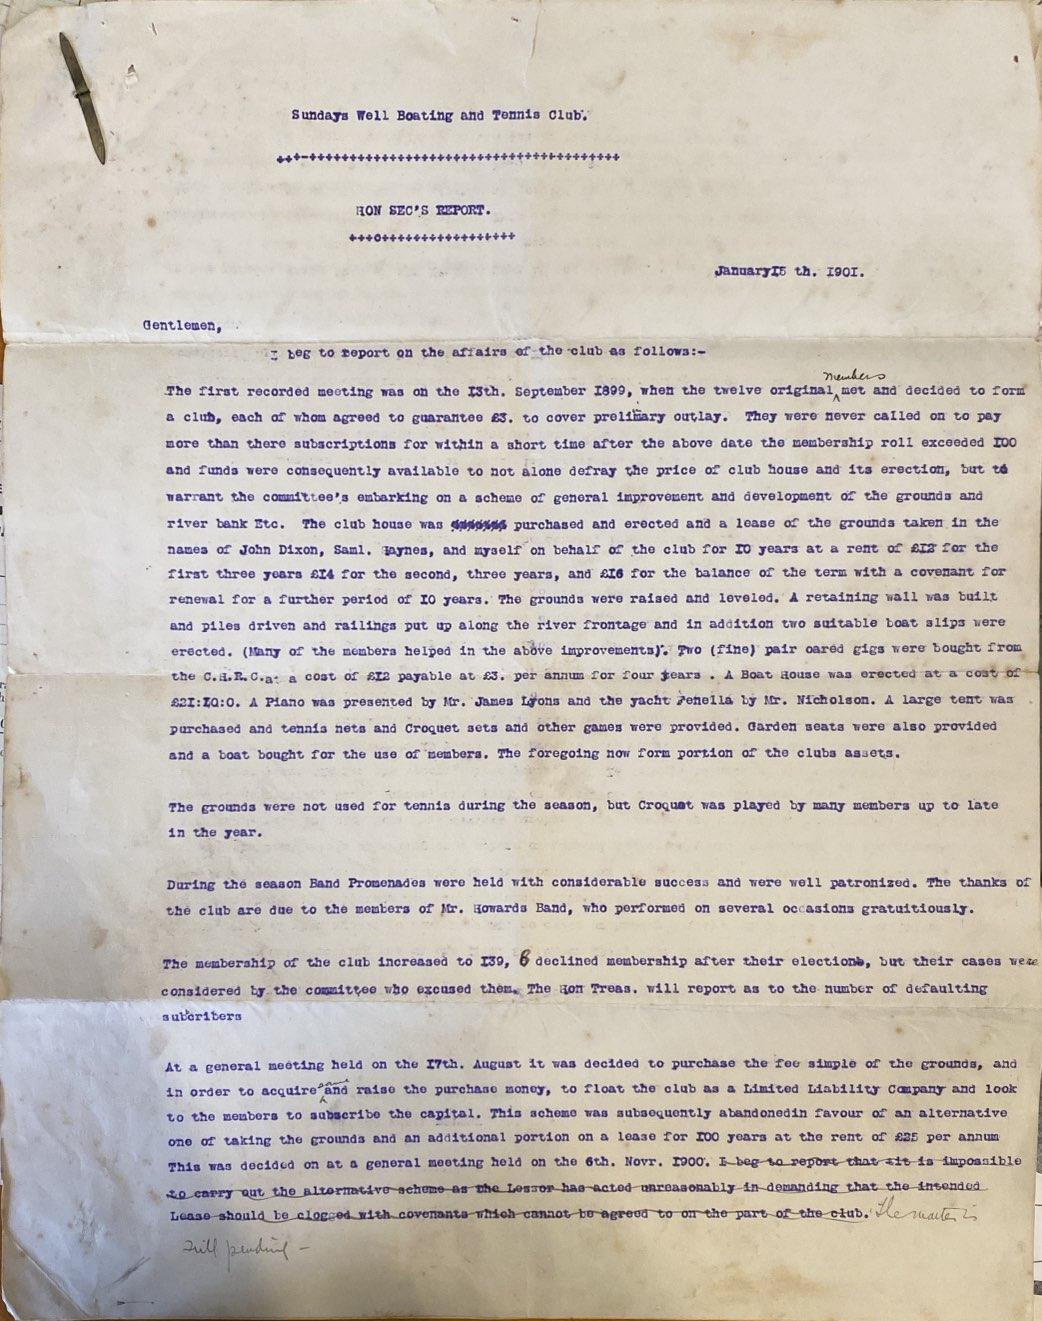 Sundays Well Boating and Tennis Club.
+++-+++++++++++++++++++++++++++++++++++++++
HON SEC'S REPORT.
+++o+++++++++++++++++
January15 th. 1901.
Gentlemen,
I beg to report on the affairs of the club as follows:-
The first recorded meeting was on the 13th. September 1899, when the twelve original members met and decided to form
a club, each of whom agreed to guarantee £3. to cover prelimary outlay. They were never called on to pay
more than there subscriptions for within a short time after the above date the membership roll exceeded 100
and funds were consequently available to not alone defray the price of club house and its erection, but to
warrant the committee's embarking on a scheme of general improvement and development of the grounds and
river bank Etc. The club house was purchased and erected and a lease of the grounds taken in the
names of John Dixon, Saml. Haynes, and myself on behalf of the club for 10 years at a rent of £12 for the
first three years £14 for the second, three years, and £16 for the balance of the term with a covenant for
renewal for a further period of 10 years. The grounds were raised and leveled. A retaining wall was built
and piles driven and railings put up along the river frontage and in addition two suitable boat slips were
erected. (Many of the members helped in the above improvements). Two (fine) pair oared gigs were bought from
the C.H.R.C.at a cost of £12 payable at £3. per annum for four years . A Boat House was erected at a cost of
£21:10:0. A Piano was presented by Mr. James Lyons and the yacht Penella by Mr. Nicholson. A large tent was
purchased and tennis nets and Croquet sets and other games were provided. Garden seats were also provided
and a boat bought for the use of members. The foregoing now form portion of the clubs assets.
The grounds were not used for tennis during the season, but Croquet was played by many members up to late
in the year.
During the season Band Promenades were held with considerable success and were well patronized. The thanks of
the club are due to the members of Mr. Howards Band, who performed on several occasions gratuitiously.
The membership of the club increased to 139, 6 declined membership after their election, but their cases were
considered by the committee who excused them. The Hon Treas. will report as to the number of defaulting
subcriters
At a general meeting held on the 17th. August it was decided to purchase the fee simple of the grounds, and
in order to acquire same and raise the purchase money, to float the club as a Limited Liability Company and look
to the members to subscribe the capital. This scheme was subsequently abandonedin favour of an alternative
one of taking the grounds and an additional portion on a lease for 100 years at the rent of £25 per annum
This was decided on at a general meeting held on the 6th. Novr. 1900. I beg to report that it is impossible
to carry out the alternative scheme as the Lessor has acted unreasonably in demanding that the intended
Lease should be clogged with covenants which cannot be agreed to on the part of the club. The matter is
still pending -